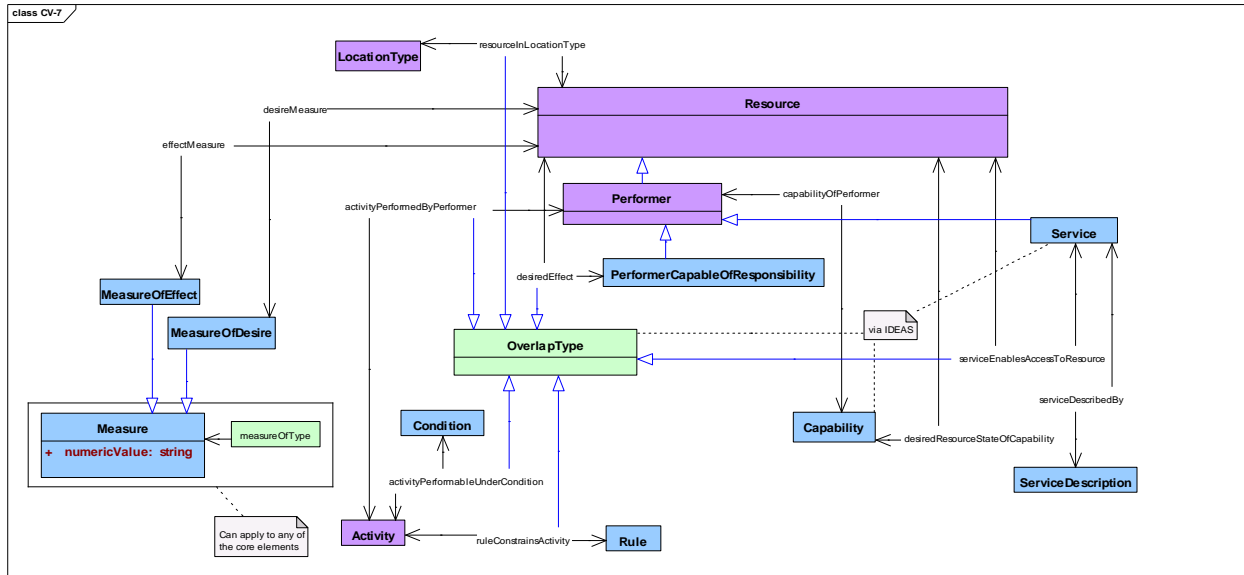 class CV-7
resourceInLocationType
LocationType
Resource
desireMeasure
effectMeasure
Performer
capabilityOfPerformer
activityPerformedByPerformer
Service
desiredEffect
PerformerCapableOfResponsibility
MeasureOfEffect
MeasureOfDesire
via IDEAS
OverlapType
serviceEnablesAccessToResource
serviceDescribedBy
Measure
measureOfType
+ numericValue: string
Condition
Capability
desiredResourceStateOfCapability
activityPerformableUnderCondition
ServiceDescription
Can apply to any of
the core elements
Activity
ruleConstrainsActivity
Rule